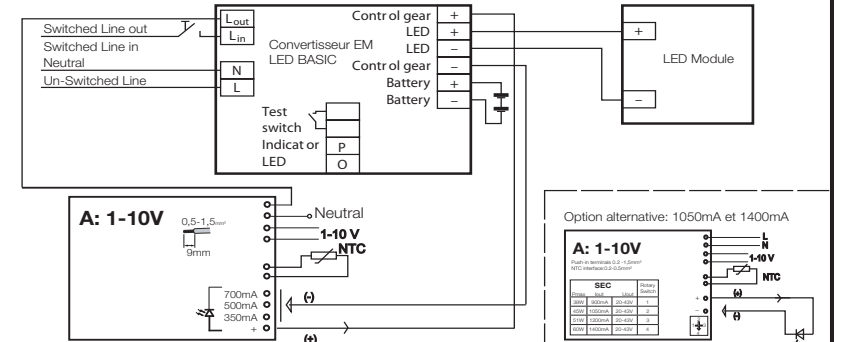 Switched Line out
Switched Line in
Neutral
Un-Switched Line
Lout
Lin
N
L
Convertisseur EM
LED BASIC
Control gear +
LED +
LED –
Control gear –
Battery +
Battery –
Test
switch
Indicator
LED
P
O
+
LED Module
–
A: 1-10V
0,5-1,5mm²
9mm
Neutral
1-10 V
NTC
700mA
500mA
350mA
+
(-)
(+)
Option alternative: 1050mA et 1400mA
A: 1-10V
Push-in terminals 0.2 -1.5mm²
NTC interface:0.2-0.5mm²
SEC Rotary Switch
Pmax Iout Uout
38W 900mA 20-43V 1
45W 1050mA 20-43V 2
51W 1200mA 20-43V 3
60W 1400mA 20-43V 4
L
N
1-10 V
NTC
+ (+)
– (-)